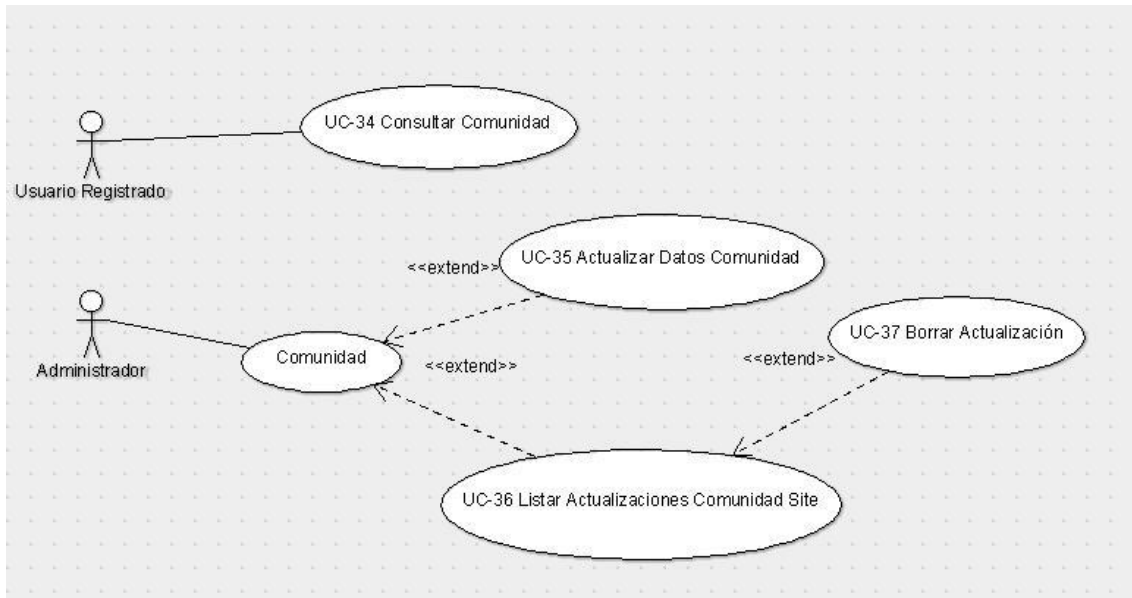 UC-34 Consultar Comunidad
Usuario Registrado
UC-35 Actualizar Datos Comunidad
<<extend>>
UC-37 Borrar Actualización
Comunidad
<<extend>>
<<extend>>
Administrador
UC-36 Listar Actualizaciones Comunidad Site